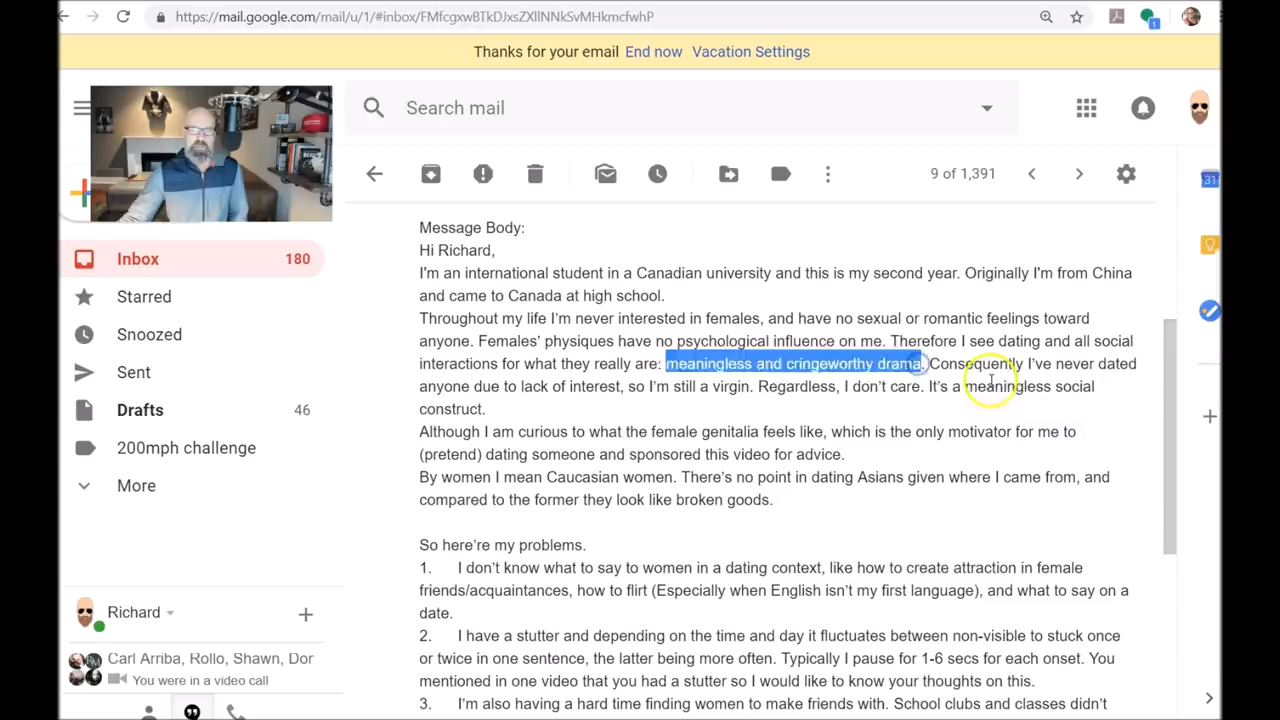 https://mail.google.com/mail/u/1/#inbox/FMfcgxwBTkDJxsZXllNNkSvMHkmcfwhP
1
Thanks for your email End now Vacation Settings
Search mail
9 of 1,391
31
Inbox 180
Starred
Snoozed
Sent
Drafts 46
200mph challenge
More
Message Body:
Hi Richard,
I'm an international student in a Canadian university and this is my second year. Originally I'm from China
and came to Canada at high school.
Throughout my life I'm never interested in females, and have no sexual or romantic feelings toward
anyone. Females' physiques have no psychological influence on me. Therefore I see dating and all social
interactions for what they really are: meaningless and cringeworthy drama. Consequently I've never dated
anyone due to lack of interest, so I'm still a virgin. Regardless, I don't care. It's a meaningless social
construct.
Although I am curious to what the female genitalia feels like, which is the only motivator for me to
(pretend) dating someone and sponsored this video for advice.
By women I mean Caucasian women. There's no point in dating Asians given where I came from, and
compared to the former they look like broken goods.
So here're my problems.
1. I don't know what to say to women in a dating context, like how to create attraction in female
friends/acquaintances, how to flirt (Especially when English isn't my first language), and what to say on a
date.
2. I have a stutter and depending on the time and day it fluctuates between non-visible to stuck once
or twice in one sentence, the latter being more often. Typically I pause for 1-6 secs for each onset. You
mentioned in one video that you had a stutter so I would like to know your thoughts on this.
3. I'm also having a hard time finding women to make friends with. School clubs and classes didn't
Richard
Carl Arriba, Rollo, Shawn, Dor
You were in a video call